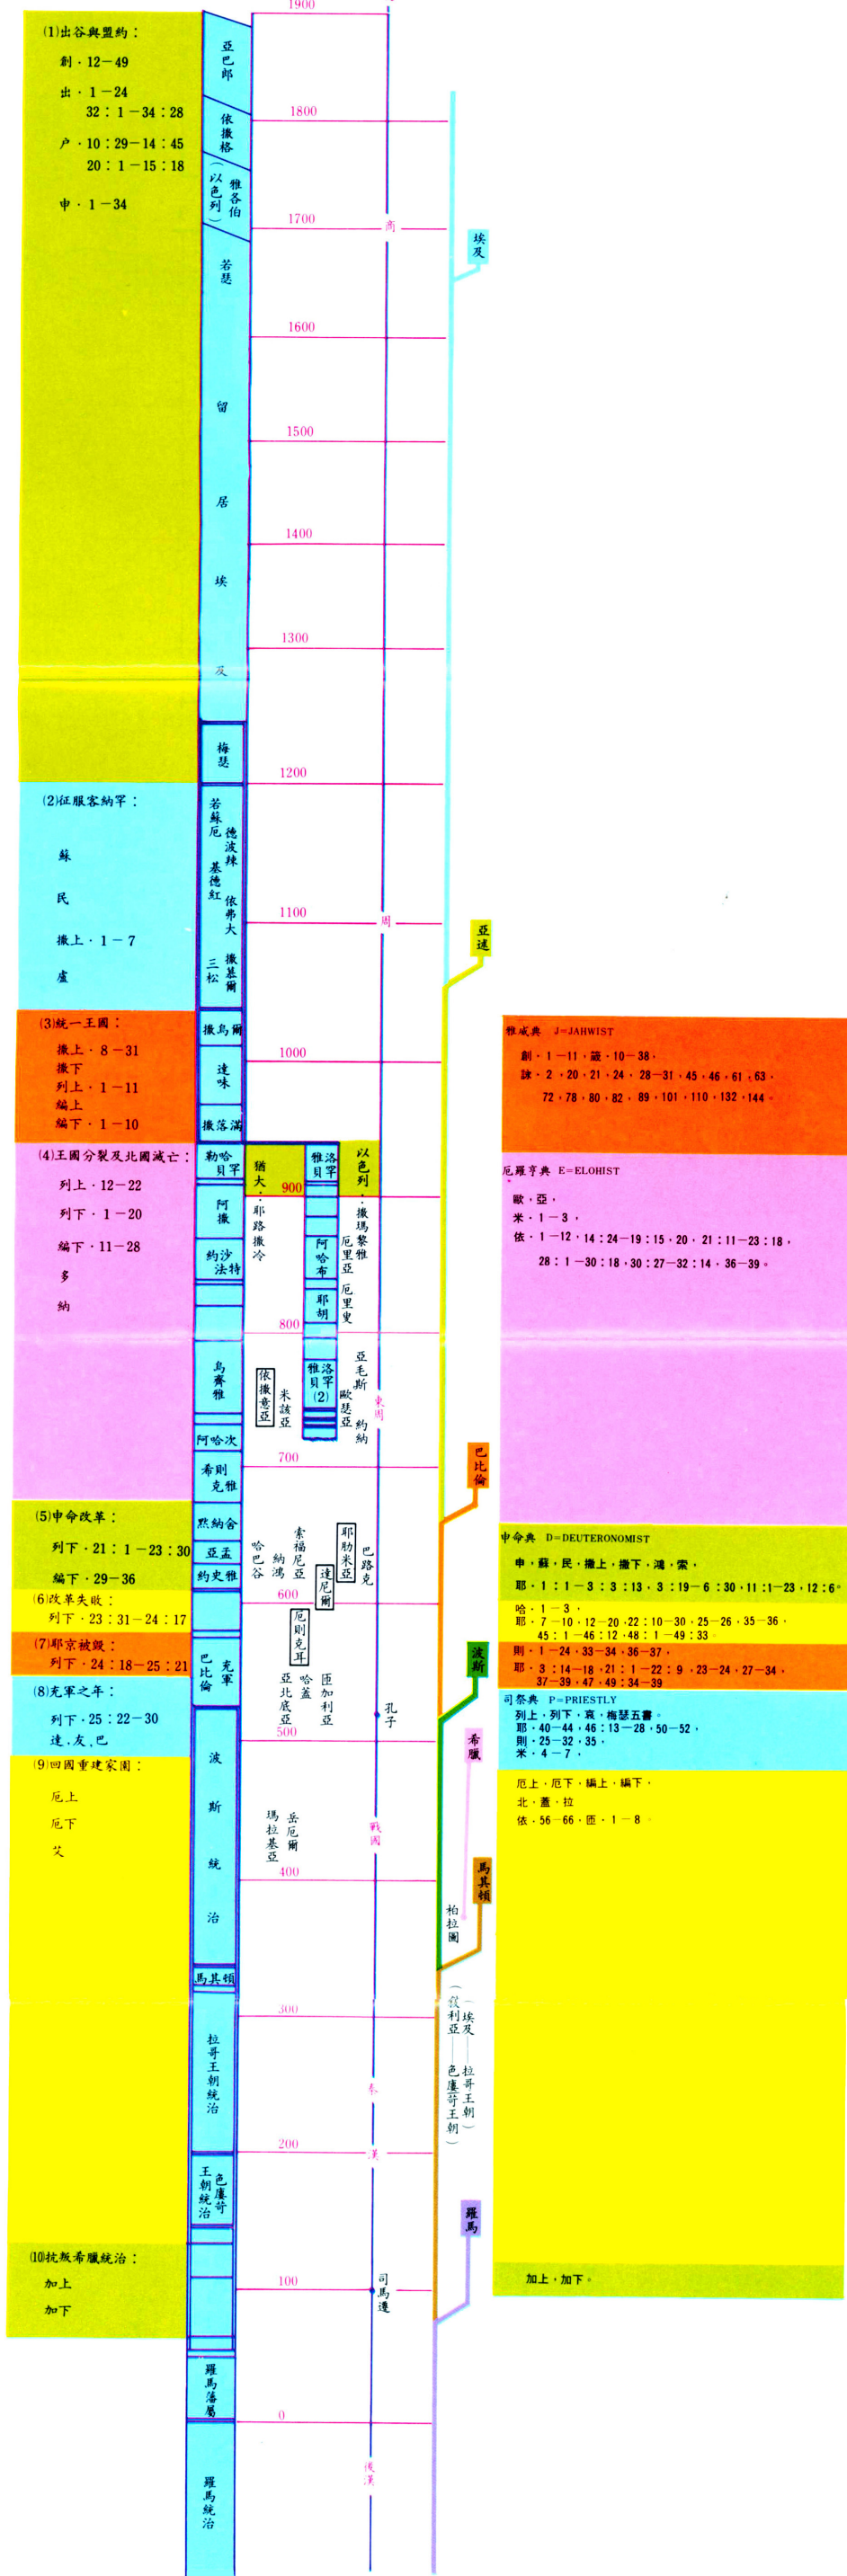 (1)出谷與盟約：
創．12－49
出．1－24
32：1－34：28
户．10：29－14：45
20：1－15：18
申．1－34
(2)征服客納罕：
蘇
民
撒上．1－7
盧
(3)統一王國：
撒上．8－31
撒下
列上．1－11
編上
編下．1－10
(4)王國分裂及北國滅亡：
列上．12－22
列下．1－20
編下．11－28
多
納
(5)申命改革：
列下．21：1－23：30
編下．29－36
(6)改革失敗：
列下．23：31－24：17
(7)耶京被毀：
列下．24：18－25：21
(8)充軍之年：
列下．25：22－30
達．友．巴
(9)回國重建家園：
厄上
厄下
艾
(10)抗叛希臘統治：
加上
加下
亞巴郎
依撒格
雅各伯
（以色列）
若瑟
留居埃及
梅瑟
若蘇厄
德波辣
基德紅
依弗大
三松
撒慕爾
撒烏爾
達味
撒落滿
勒哈貝罕
阿撒
約沙法特
烏齊雅
阿哈次
希則克雅
默納舍
亞孟
約史雅
充軍
巴比倫
波斯統治
馬其頓
拉哥王朝統治
色廔苛
王朝統治
羅馬藩屬
羅馬統治
1900
1800
1700
1600
1500
1400
1300
1200
1100
1000
900
800
700
600
500
400
300
200
100
0
猶大：耶路撒冷
雅洛貝罕
以色列：撒瑪黎雅
阿哈布
厄里亞
耶胡
厄里叟
雅洛貝罕
(2)
依撒意亞
米該亞
亞毛斯
歐瑟亞
約納
哈巴谷
納鴻
索福尼亞
達尼爾
耶肋米亞
巴路克
厄則克耳
亞北底亞
哈蓋
匝加利亞
瑪拉基亞
岳厄爾
商
周
東周
孔子
戰國
秦
漢
司馬遷
後漢
埃及
亞述
巴比倫
波斯
希臘
馬其頓
柏拉圖
（埃及──拉哥王朝）
（敘利亞──色廔苛王朝）
羅馬
雅威典 J=JAHWIST
創．1－11．箴．10－38．
詠．2．20．21．24．28－31．45．46．61．63．
72．78．80．82．89．101．110．132．144。
厄羅亨典 E=ELOHIST
歐．亞．
米．1－3．
依．1－12．14：24－19：15．20．21：11－23：18．
28：1－30：18．30：27－32：14．36－39。
申命典 D=DEUTERONOMIST
申．蘇．民．撒上．撒下．鴻．索．
耶．1：1－3：3：13．3：19－6：30．11：1－23．12：6。
哈．1－3．
耶．7－10．12－20．22：10－30．25－26．35－36．
45：1－46：12．48：1－49：33。
則．1－24．33－34．36－37．
耶．3：14－18．21：1－22：9．23－24．27－34．
37－39．47．49：34－39
司祭典 P=PRIESTLY
列上．列下．哀．梅瑟五書。
耶．40－44．46：13－28．50－52．
則．25－32．35．
米．4－7．
厄上．厄下．編上．編下．
北．蓋．拉
依．56－66．匝．1－8。
加上．加下。